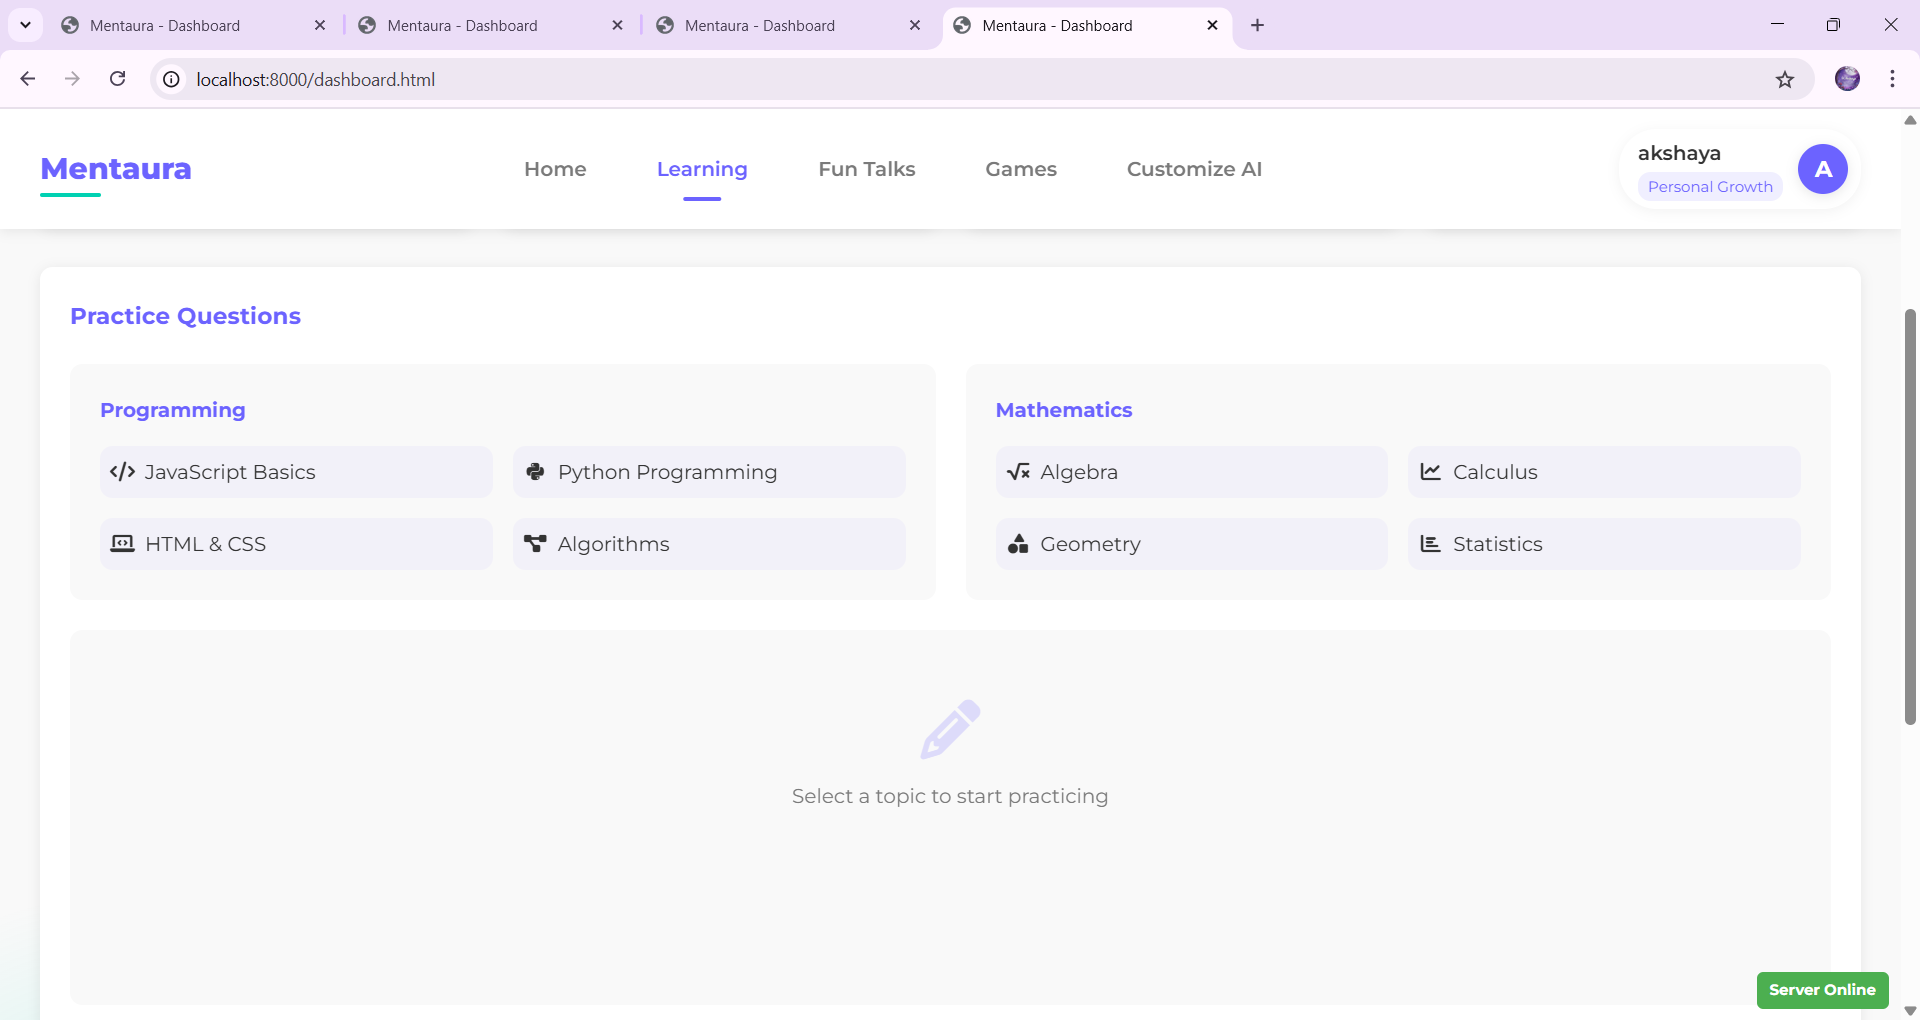 Mentaura - Dashboard
Mentaura - Dashboard
Mentaura - Dashboard
Mentaura - Dashboard
localhost:8000/dashboard.html
Mentaura
Home
Learning
Fun Talks
Games
Customize AI
akshaya
Personal Growth
A
Practice Questions
Programming
JavaScript Basics
Python Programming
HTML & CSS
Algorithms
Mathematics
Algebra
Calculus
Geometry
Statistics
Select a topic to start practicing
Server Online